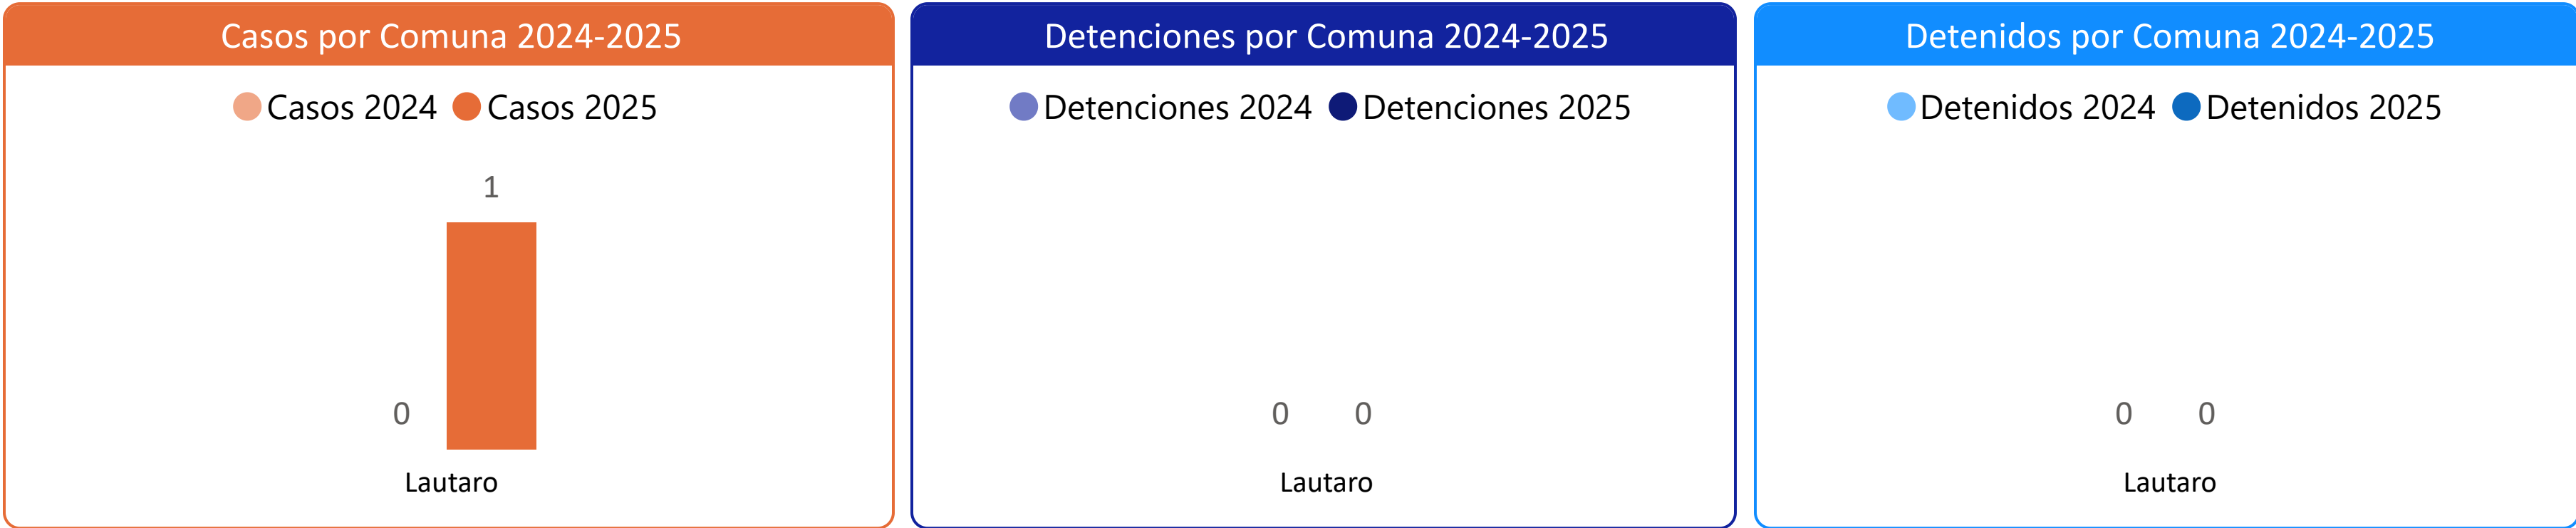 Casos por Comuna 2024-2025
Casos 2024 Casos 2025
1
0
Lautaro
Detenciones por Comuna 2024-2025
Detenciones 2024 Detenciones 2025
0 0
Lautaro
Detenidos por Comuna 2024-2025
Detenidos 2024 Detenidos 2025
0 0
Lautaro